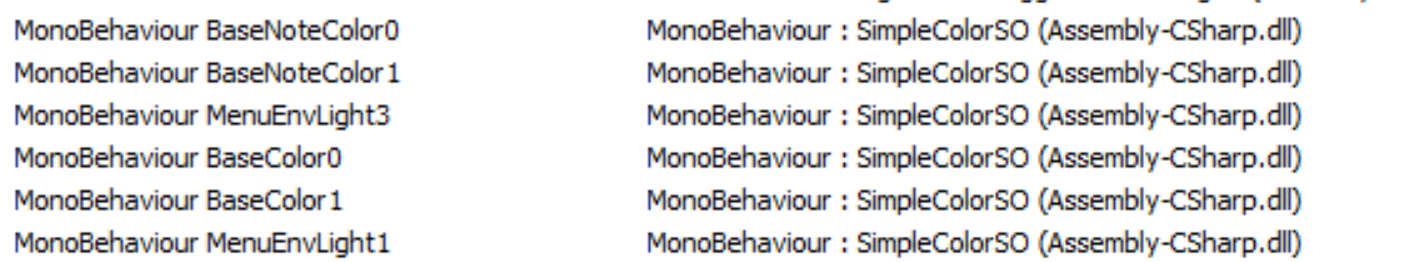 MonoBehaviour BaseNoteColor0 MonoBehaviour : SimpleColorSO (Assembly-CSharp.dll)
MonoBehaviour BaseNoteColor1 MonoBehaviour : SimpleColorSO (Assembly-CSharp.dll)
MonoBehaviour MenuEnvLight3 MonoBehaviour : SimpleColorSO (Assembly-CSharp.dll)
MonoBehaviour BaseColor0 MonoBehaviour : SimpleColorSO (Assembly-CSharp.dll)
MonoBehaviour BaseColor1 MonoBehaviour : SimpleColorSO (Assembly-CSharp.dll)
MonoBehaviour MenuEnvLight1 MonoBehaviour : SimpleColorSO (Assembly-CSharp.dll)